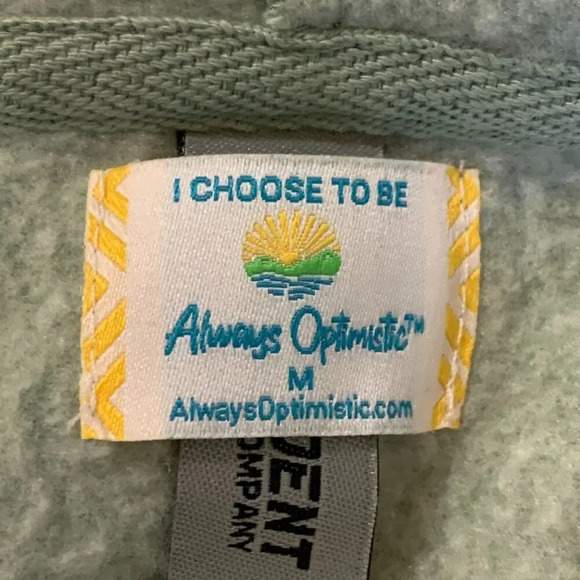 I CHOOSE TO BE
Always Optimistic™
M
AlwaysOptimistic.com
DENT
OMPANY